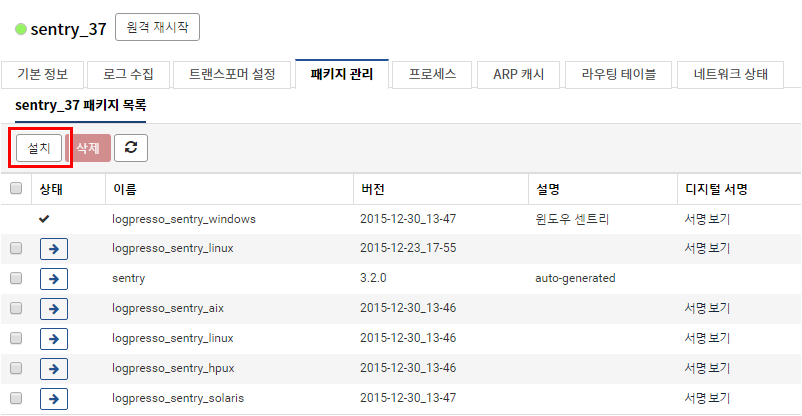 sentry_37 원격 재시작
기본 정보 로그 수집 트랜스포머 설정 패키지 관리 프로세스 ARP 캐시 라우팅 테이블 네트워크 상태
sentry_37 패키지 목록
설치 삭제
상태 이름 버전 설명 디지털 서명
logpresso_sentry_windows 2015-12-30_13-47 윈도우 센트리 서명보기
logpresso_sentry_linux 2015-12-23_17-55 서명보기
sentry 3.2.0 auto-generated
logpresso_sentry_aix 2015-12-30_13-46 서명보기
logpresso_sentry_linux 2015-12-30_13-46 서명보기
logpresso_sentry_hpux 2015-12-30_13-46 서명보기
logpresso_sentry_solaris 2015-12-30_13-47 서명보기